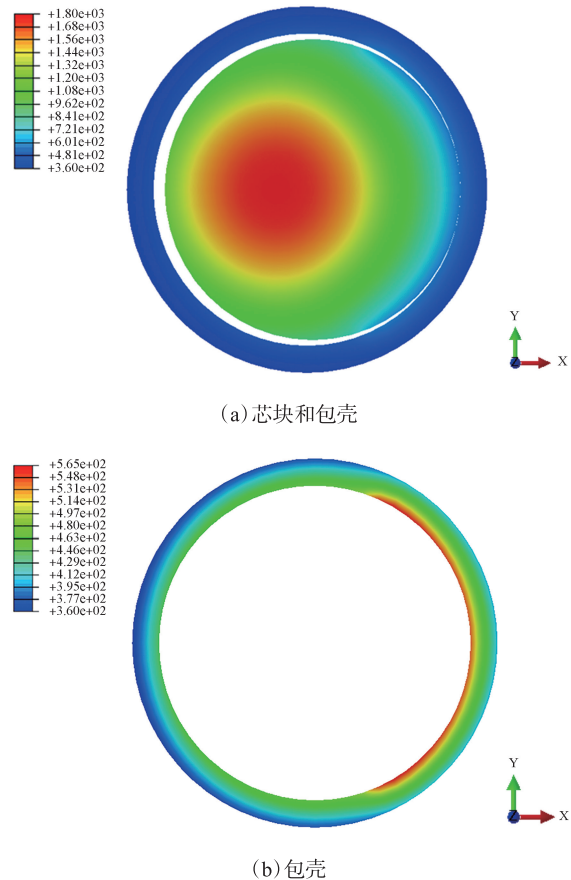 +1.80e+03
+1.68e+03
+1.56e+03
+1.44e+03
+1.32e+03
+1.20e+03
+1.08e+03
+9.62e+02
+8.41e+02
+7.21e+02
+6.01e+02
+4.81e+02
+3.60e+02
Y
Z
X
(a)芯块和包壳
+5.65e+02
+5.48e+02
+5.31e+02
+5.14e+02
+4.97e+02
+4.80e+02
+4.63e+02
+4.46e+02
+4.29e+02
+4.12e+02
+3.95e+02
+3.77e+02
+3.60e+02
Y
Z
X
(b)包壳